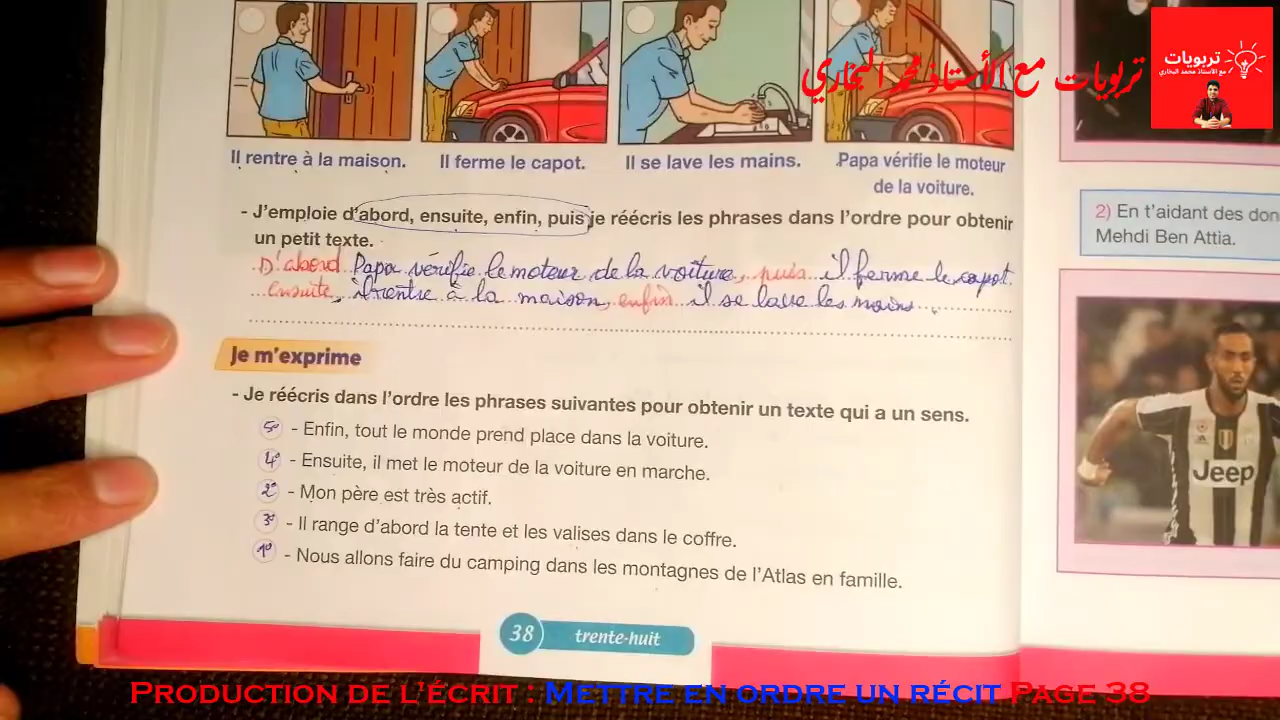 تربويات
مع الأستاذ محمد البخاري
تربويات مع الأستاذ محمد البخاري
Il rentre à la maison.
Il ferme le capot.
Il se lave les mains.
Papa vérifie le moteur
de la voiture.
- J'emploie d'abord, ensuite, enfin, puis je réécris les phrases dans l'ordre pour obtenir
un petit texte.
D'abord Papa vérifie le moteur de la voiture, puis il ferme le capot.
ensuite, il rentre à la maison, enfin il se lave les mains.
Je m'exprime
- Je réécris dans l'ordre les phrases suivantes pour obtenir un texte qui a un sens.
5° - Enfin, tout le monde prend place dans la voiture.
4° - Ensuite, il met le moteur de la voiture en marche.
2° - Mon père est très actif.
3° - Il range d'abord la tente et les valises dans le coffre.
1° - Nous allons faire du camping dans les montagnes de l'Atlas en famille.
38 trente-huit
2) En t'aidant des don
Mehdi Ben Attia.
Jeep
Production de l'écrit : Mettre en ordre un récit Page 38